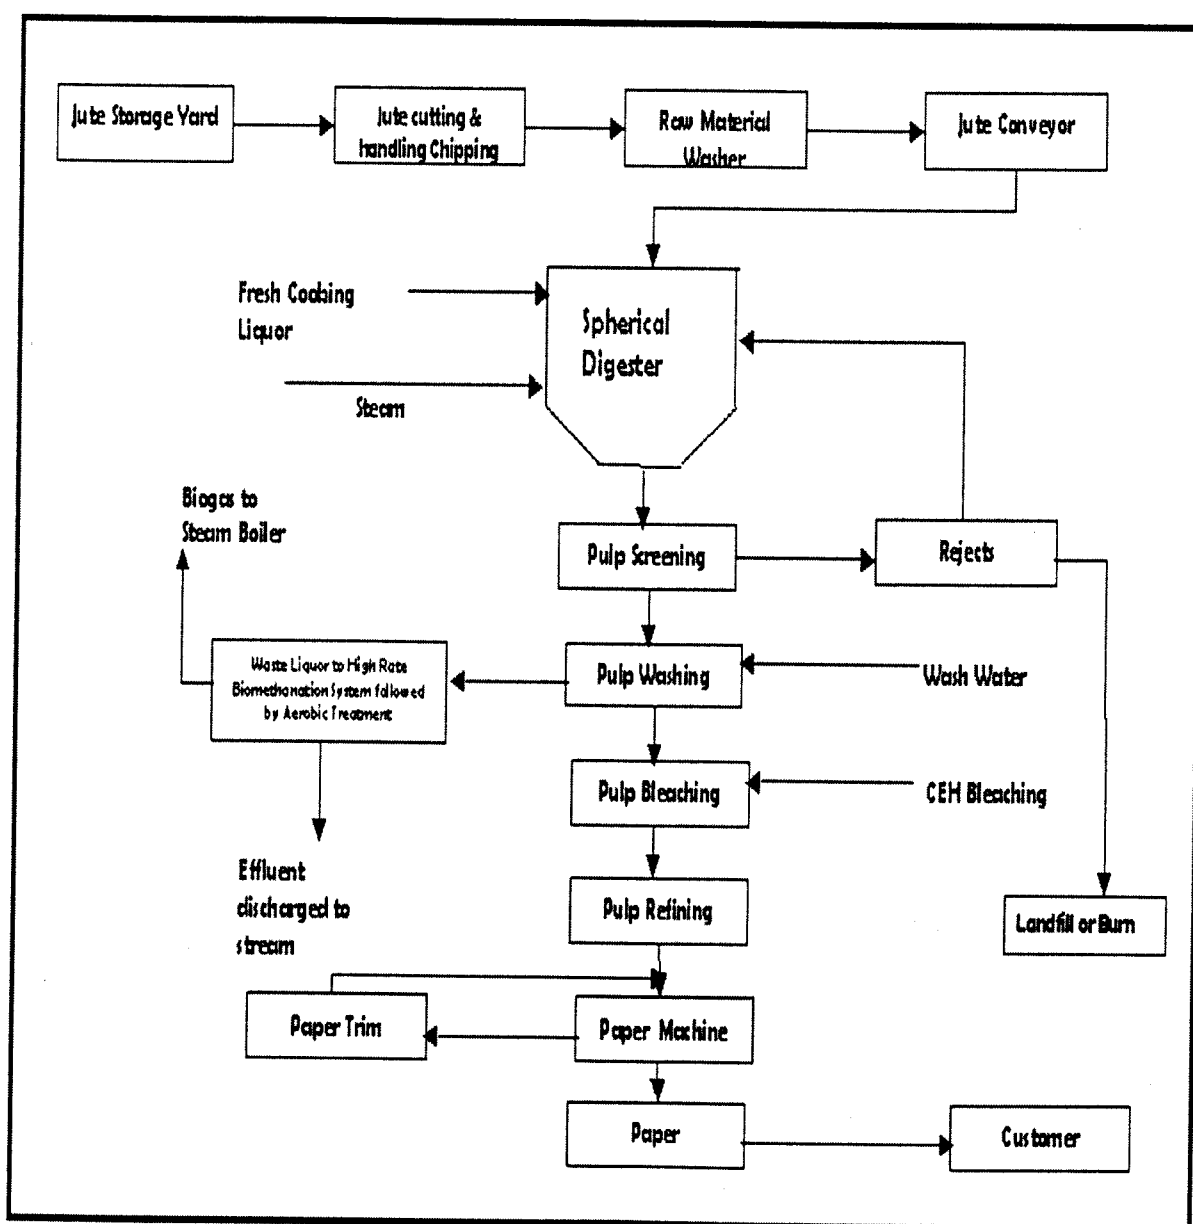 Jute Storage Yard
Jute cutting &
handling Chipping
Raw Material
Washer
Jute Conveyor
Fresh Cooking
Liquor
Spherical
Digester
Steam
Biogas to
Steam Boiler
Pulp Screening
Rejects
Waste Liquor to High Rate
Biomethanation System followed
by Aerobic Treatment
Pulp Washing
Wash Water
Pulp Bleaching
CEH Bleaching
Effluent
discharged to
stream
Pulp Refining
Landfill or Burn
Paper Trim
Paper Machine
Paper
Customer